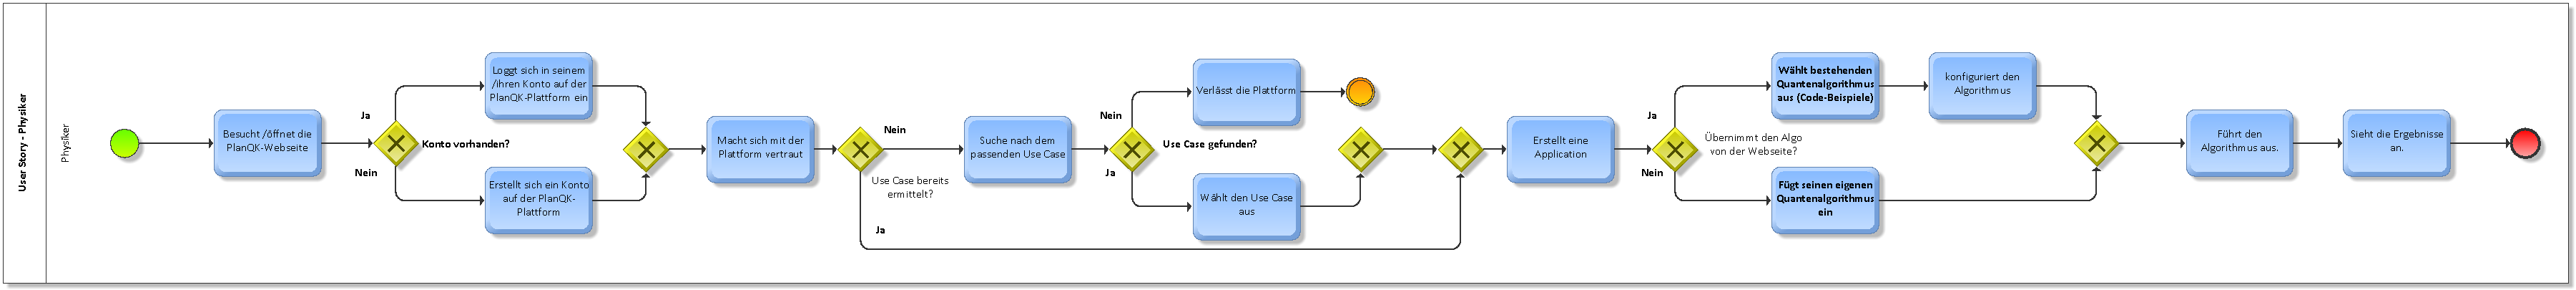 User Story - Physiker
Physiker
Besucht /öffnet die
PlanQK-Webseite
Ja
Konto vorhanden?
Nein
Loggt sich in seinem
/ihren Konto auf der
PlanQK-Plattform ein
Erstellt sich ein Konto
auf der PlanQK-
Plattform
Macht sich mit der
Plattform vertraut
Nein
Use Case bereits
ermittelt?
Ja
Suche nach dem
passenden Use Case
Nein
Use Case gefunden?
Ja
Verlässt die Plattform
Wählt den Use Case
aus
Erstellt eine
Application
Ja
Übernimmt den Algo
von der Webseite?
Nein
Wählt bestehenden
Quantenalgorithmus
aus (Code-Beispiele)
konfiguriert den
Algorithmus
Fügt seinen eigenen
Quantenalgorithmus
ein
Führt den
Algorithmus aus.
Sieht die Ergebnisse
an.